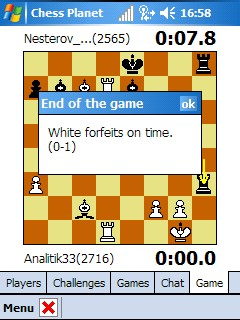 Chess Planet 16:58
Nesterov_...(2565) 0:07.8
End of the game ok
White forfeits on time.
(0-1)
Analitik33(2716) 0:00.0
Players Challenges Games Chat Game
Menu